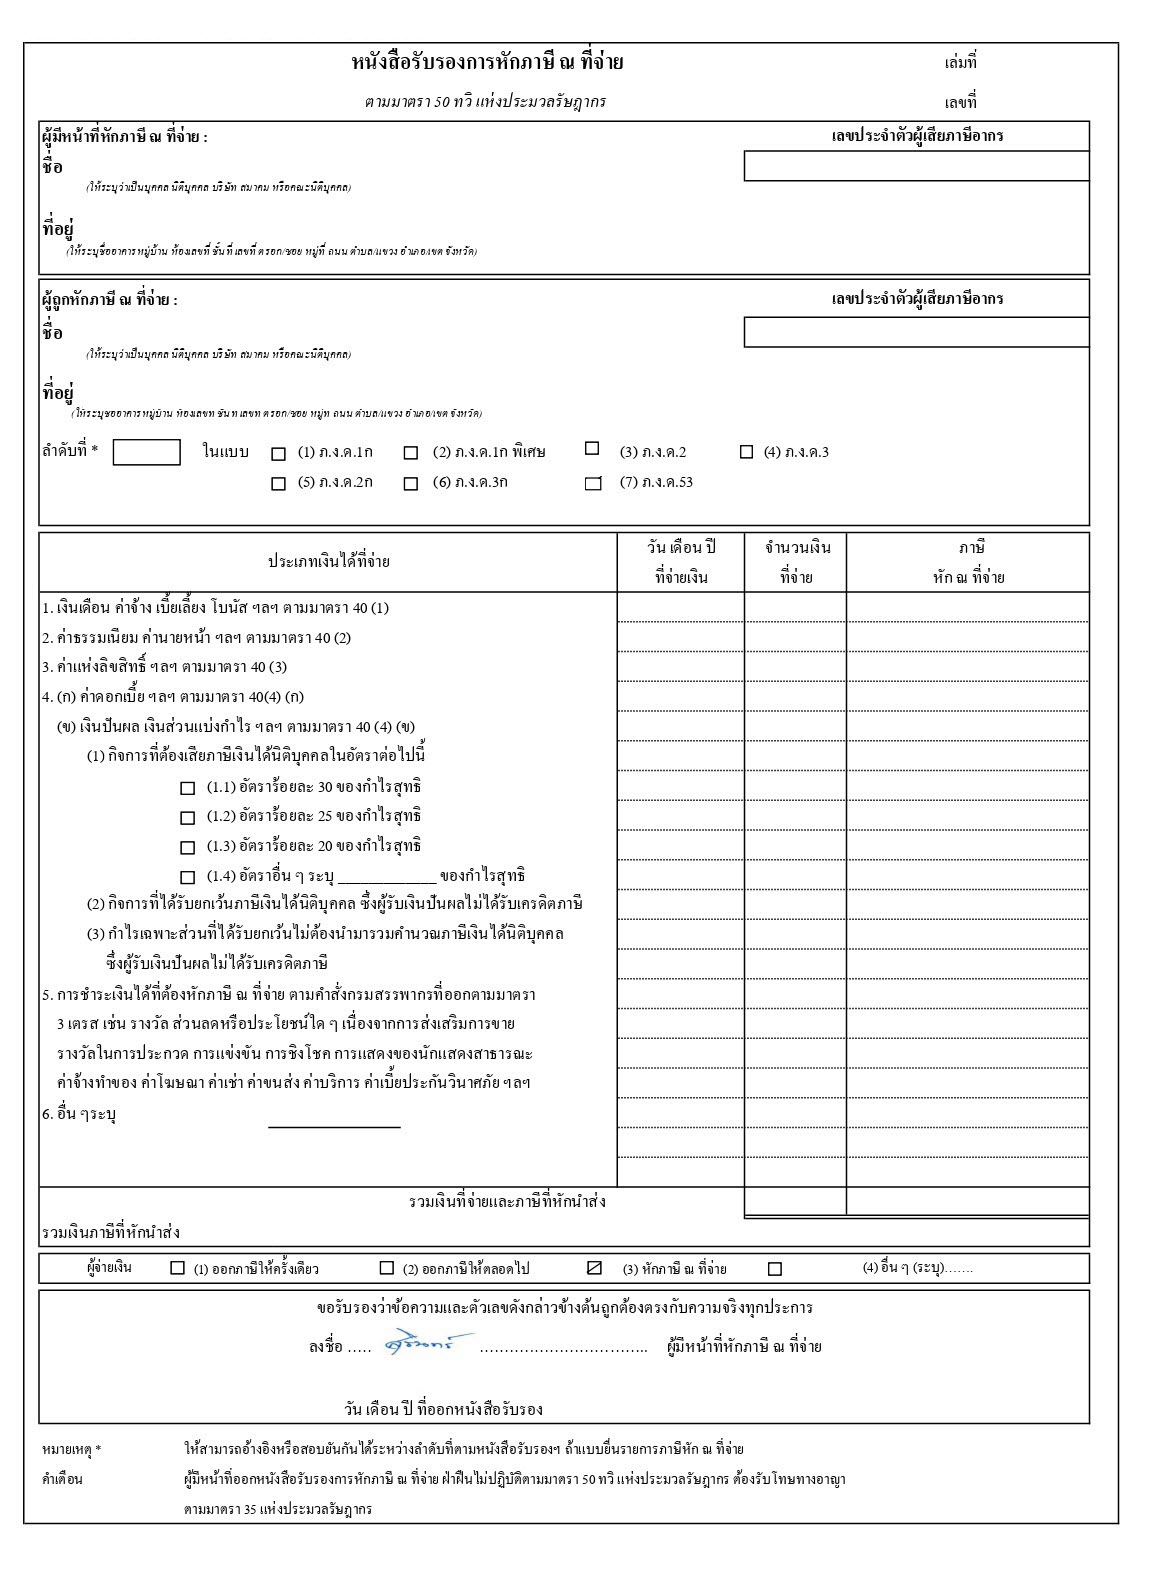 หนังสือรับรองการหักภาษี ณ ที่จ่าย เล่มที่
ตามมาตรา 50 ทวิ แห่งประมวลรัษฎากร เลขที่
ผู้มีหน้าที่หักภาษี ณ ที่จ่าย : เลขประจำตัวผู้เสียภาษีอากร
ชื่อ
(ให้ระบุว่าเป็นบุคคล นิติบุคคล บริษัท สมาคม หรือคณะนิติบุคคล)
ที่อยู่
(ให้ระบุชื่ออาคารหมู่บ้าน ห้องเลขที่ ชั้นที่ เลขที่ ตรอก/ซอย หมู่ที่ ถนน ตำบล/แขวง อำเภอ/เขต จังหวัด)
ผู้ถูกหักภาษี ณ ที่จ่าย : เลขประจำตัวผู้เสียภาษีอากร
ชื่อ
(ให้ระบุว่าเป็นบุคคล นิติบุคคล บริษัท สมาคม หรือคณะนิติบุคคล)
ที่อยู่
(ให้ระบุชื่ออาคารหมู่บ้าน ห้องเลขที่ ชั้นที่ เลขที่ ตรอก/ซอย หมู่ที่ ถนน ตำบล/แขวง อำเภอ/เขต จังหวัด)
ลำดับที่ * ในแบบ (1) ภ.ง.ด.1ก (2) ภ.ง.ด.1ก พิเศษ (3) ภ.ง.ด.2 (4) ภ.ง.ด.3
(5) ภ.ง.ด.2ก (6) ภ.ง.ด.3ก (7) ภ.ง.ด.53
ประเภทเงินได้ที่จ่าย วัน เดือน ปี ที่จ่ายเงิน จำนวนเงิน ที่จ่าย ภาษี หัก ณ ที่จ่าย
1. เงินเดือน ค่าจ้าง เบี้ยเลี้ยง โบนัส ฯลฯ ตามมาตรา 40 (1)
2. ค่าธรรมเนียม ค่านายหน้า ฯลฯ ตามมาตรา 40 (2)
3. ค่าแห่งลิขสิทธิ์ ฯลฯ ตามมาตรา 40 (3)
4. (ก) ค่าดอกเบี้ย ฯลฯ ตามมาตรา 40(4) (ก)
(ข) เงินปันผล เงินส่วนแบ่งกำไร ฯลฯ ตามมาตรา 40 (4) (ข)
(1) กิจการที่ต้องเสียภาษีเงินได้นิติบุคคลในอัตราต่อไปนี้
(1.1) อัตราร้อยละ 30 ของกำไรสุทธิ
(1.2) อัตราร้อยละ 25 ของกำไรสุทธิ
(1.3) อัตราร้อยละ 20 ของกำไรสุทธิ
(1.4) อัตราอื่น ๆ ระบุ ____________ ของกำไรสุทธิ
(2) กิจการที่ได้รับยกเว้นภาษีเงินได้นิติบุคคล ซึ่งผู้รับเงินปันผลไม่ได้รับเครดิตภาษี
(3) กำไรเฉพาะส่วนที่ได้รับยกเว้นไม่ต้องนำมารวมคำนวณภาษีเงินได้นิติบุคคล
ซึ่งผู้รับเงินปันผลไม่ได้รับเครดิตภาษี
5. การชำระเงินได้ที่ต้องหักภาษี ณ ที่จ่าย ตามคำสั่งกรมสรรพากรที่ออกตามมาตรา
3 เตรส เช่น รางวัล ส่วนลดหรือประโยชน์ใด ๆ เนื่องจากการส่งเสริมการขาย
รางวัลในการประกวด การแข่งขัน การชิงโชค การแสดงของนักแสดงสาธารณะ
ค่าจ้างทำของ ค่าโฆษณา ค่าเช่า ค่าขนส่ง ค่าบริการ ค่าเบี้ยประกันวินาศภัย ฯลฯ
6. อื่น ๆระบุ
รวมเงินที่จ่ายและภาษีที่หักนำส่ง
รวมเงินภาษีที่หักนำส่ง
ผู้จ่ายเงิน (1) ออกภาษีให้ครั้งเดียว (2) ออกภาษีให้ตลอดไป (3) หักภาษี ณ ที่จ่าย (4) อื่น ๆ (ระบุ).......
ขอรับรองว่าข้อความและตัวเลขดังกล่าวข้างต้นถูกต้องตรงกับความจริงทุกประการ
ลงชื่อ ..... .................................. ผู้มีหน้าที่หักภาษี ณ ที่จ่าย
วัน เดือน ปี ที่ออกหนังสือรับรอง
หมายเหตุ * ให้สามารถอ้างอิงหรือสอบยันกันได้ระหว่างลำดับที่ตามหนังสือรับรองฯ ถ้าแบบยื่นรายการภาษีหัก ณ ที่จ่าย
คำเตือน ผู้มีหน้าที่ออกหนังสือรับรองการหักภาษี ณ ที่จ่าย ฝ่าฝืนไม่ปฏิบัติตามมาตรา 50 ทวิ แห่งประมวลรัษฎากร ต้องรับโทษทางอาญา
ตามมาตรา 35 แห่งประมวลรัษฎากร